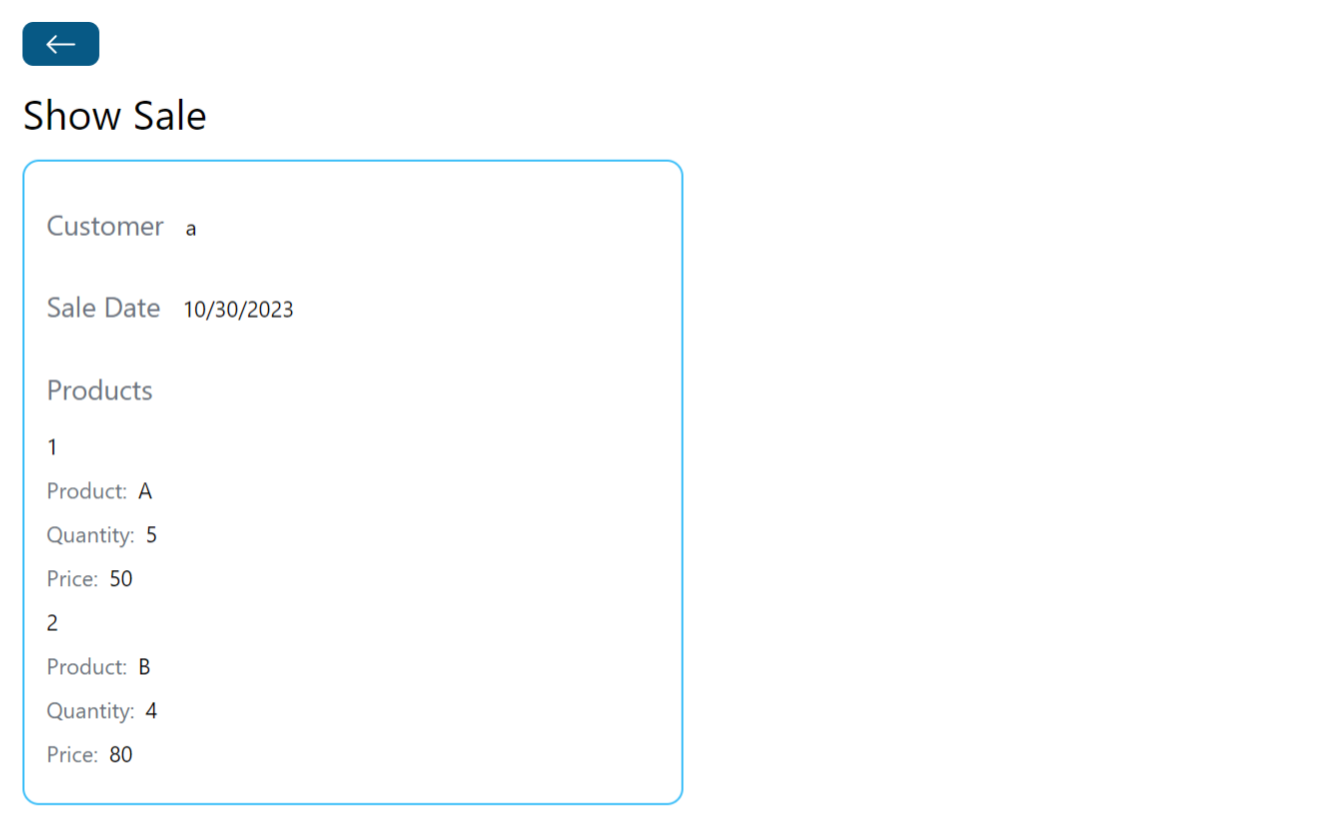 Show Sale
Customer a
Sale Date 10/30/2023
Products
1
Product: A
Quantity: 5
Price: 50
2
Product: B
Quantity: 4
Price: 80